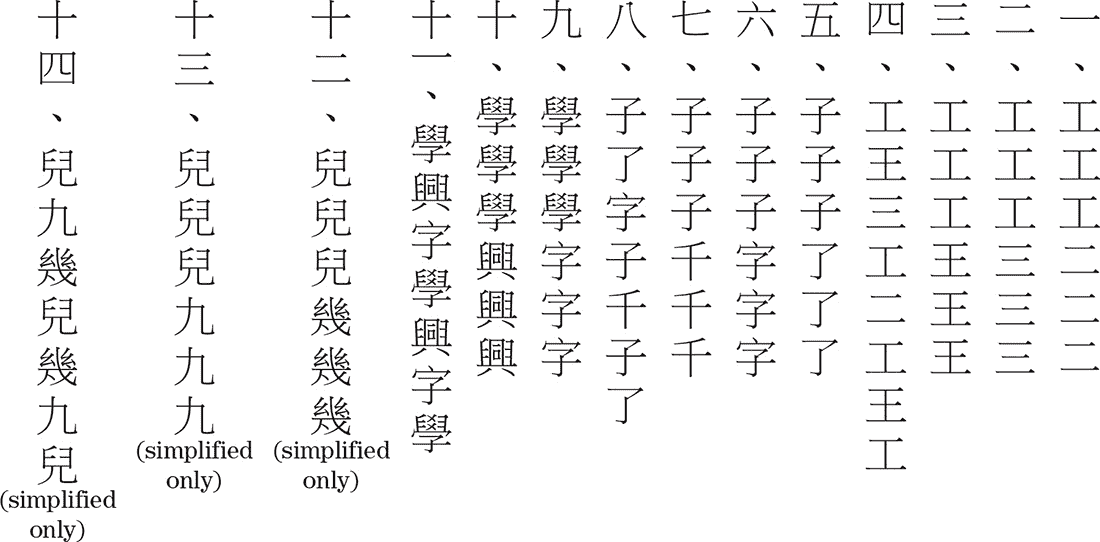 一、工工工二二二
二、工工工三三三
三、工工工王王王
四、工王三工二工王工
五、子子子了了了
六、子子子字字字
七、子子子千千千
八、子了字子千子了
九、學學學字字字
十、學學學興興興
十一、學興字學興字學
十二、兒兒兒幾幾幾
(simplified
only)
十三、兒兒兒九九九
(simplified
only)
十四、兒九幾兒幾九兒
(simplified
only)